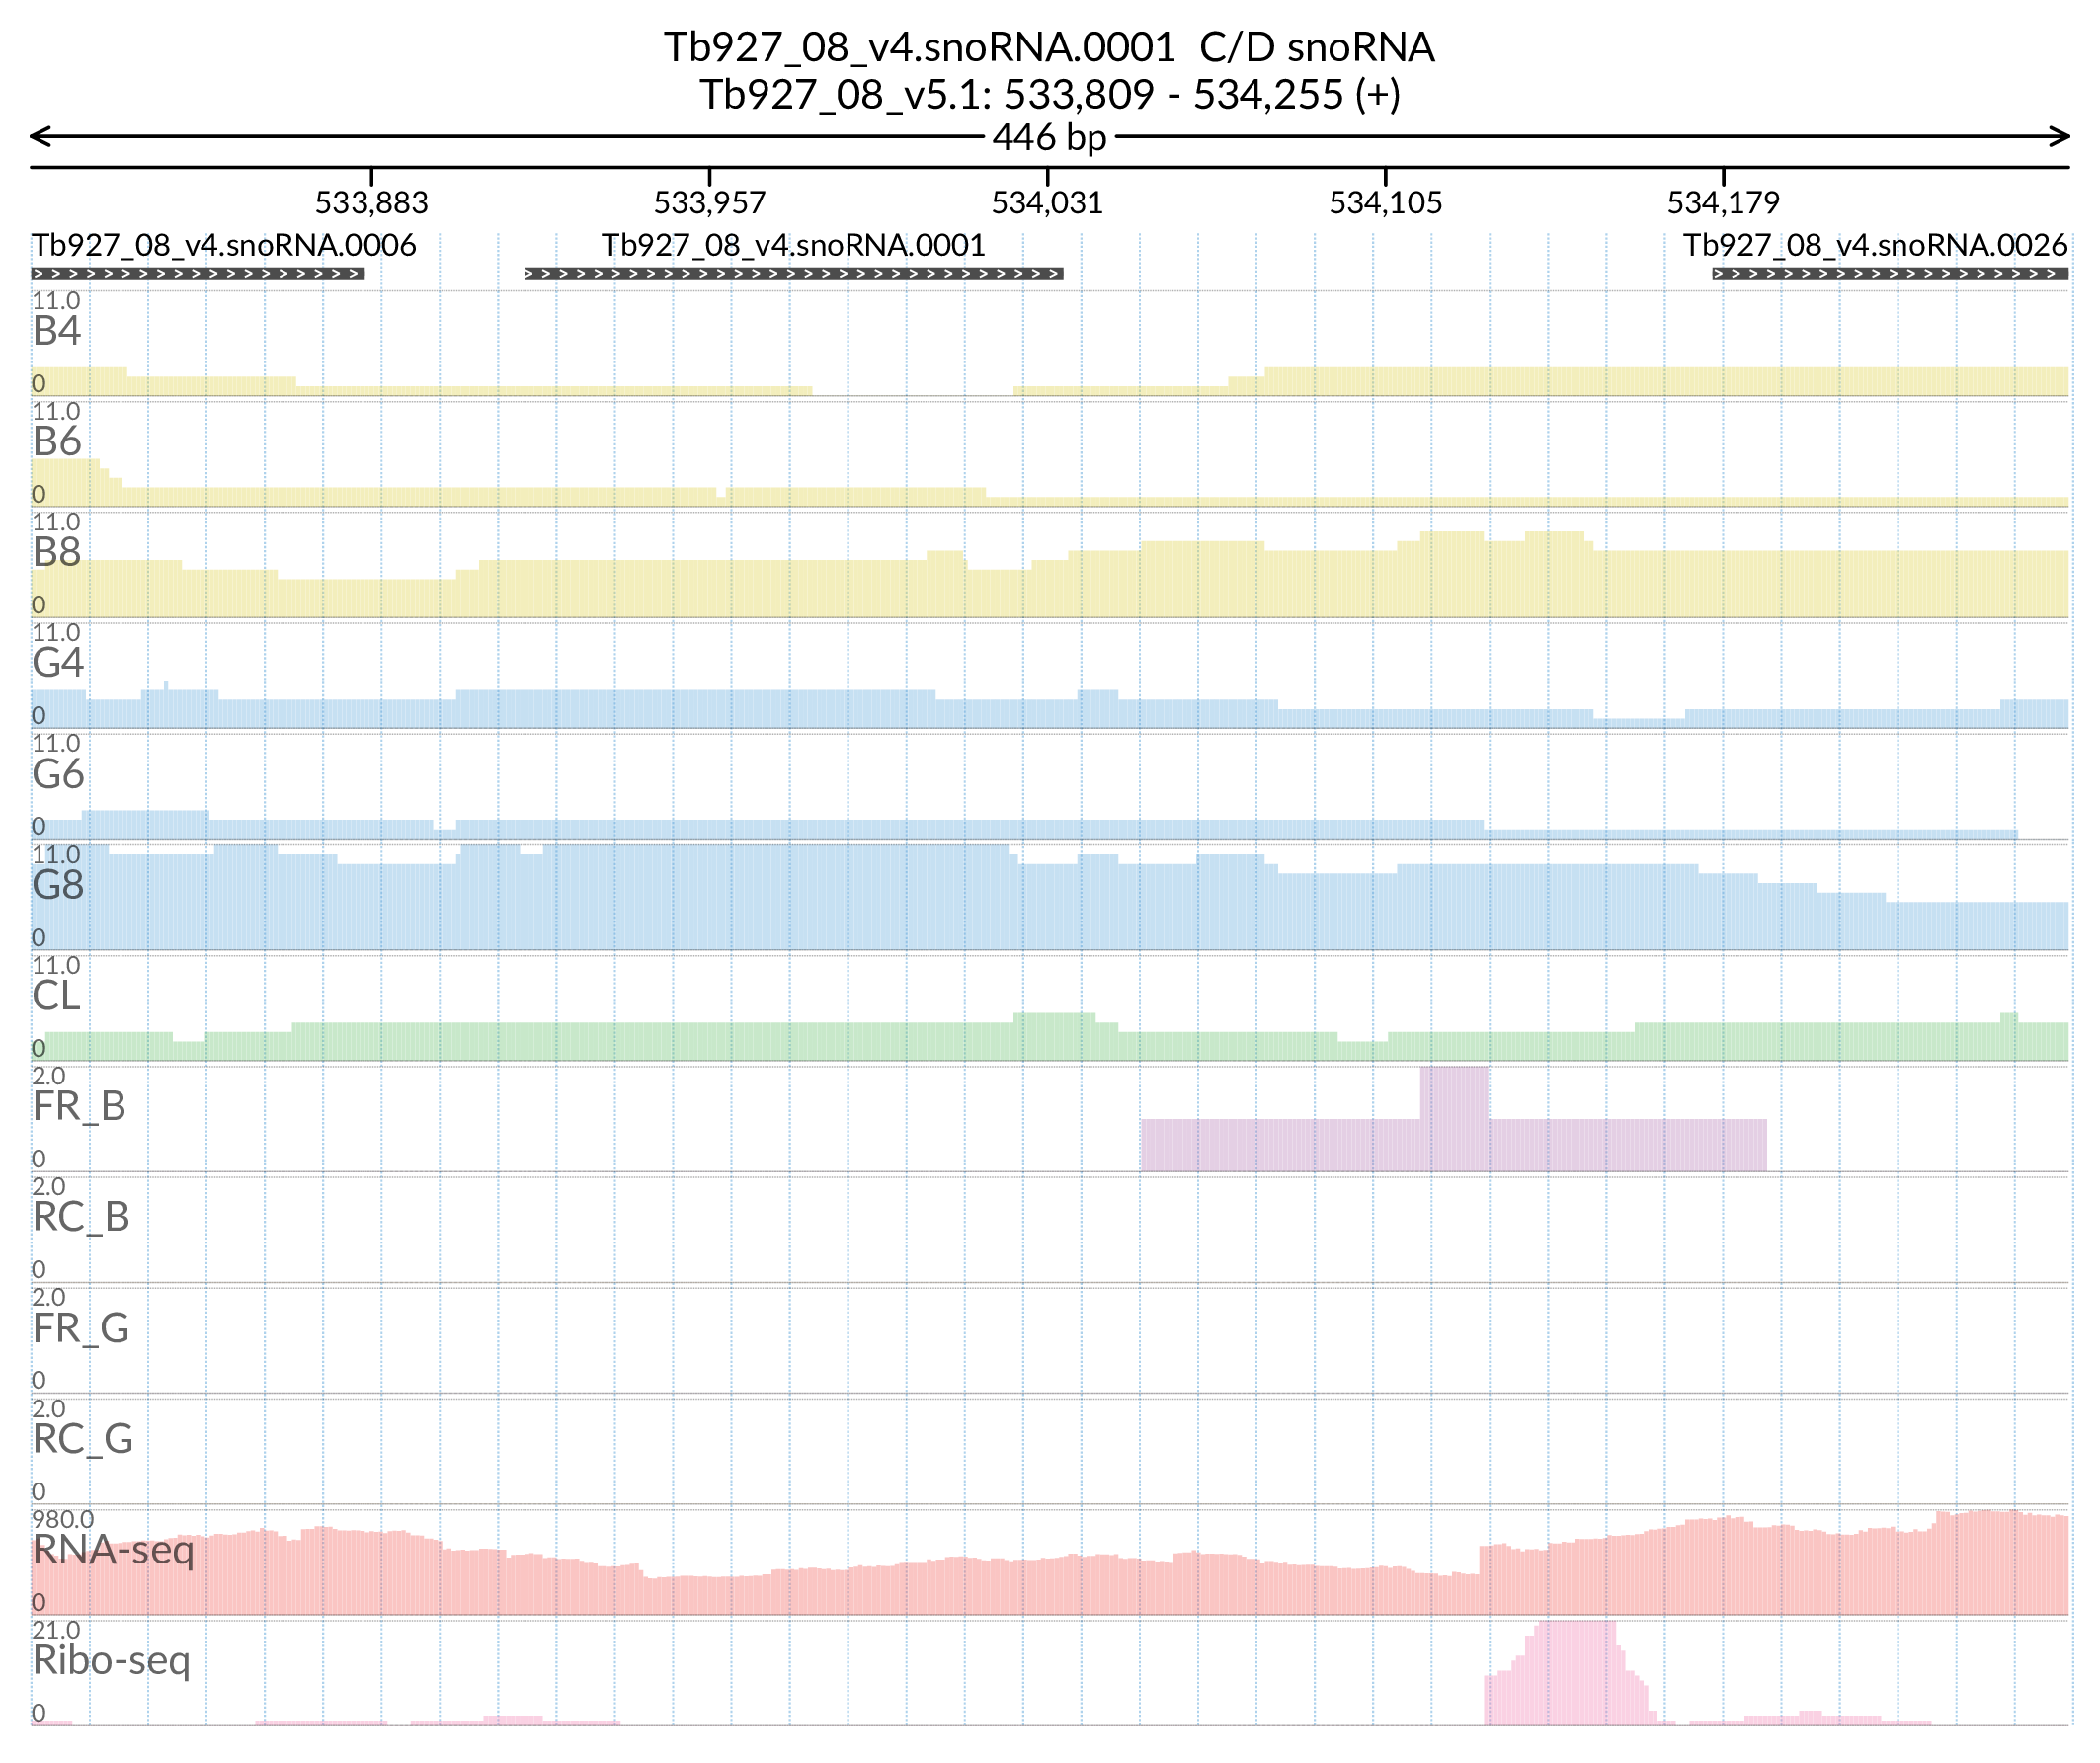 Tb927_08_v4.snoRNA.0001  C/D snoRNA
Tb927_08_v5.1: 533,809 - 534,255 (+)
446 bp
533,883 533,957 534,031 534,105 534,179
Tb927_08_v4.snoRNA.0006 Tb927_08_v4.snoRNA.0001 Tb927_08_v4.snoRNA.0026
11.0
B4
0
11.0
B6
0
11.0
B8
0
11.0
G4
0
11.0
G6
0
11.0
G8
0
11.0
CL
0
2.0
FR_B
0
2.0
RC_B
0
2.0
FR_G
0
2.0
RC_G
0
980.0
RNA-seq
0
21.0
Ribo-seq
0